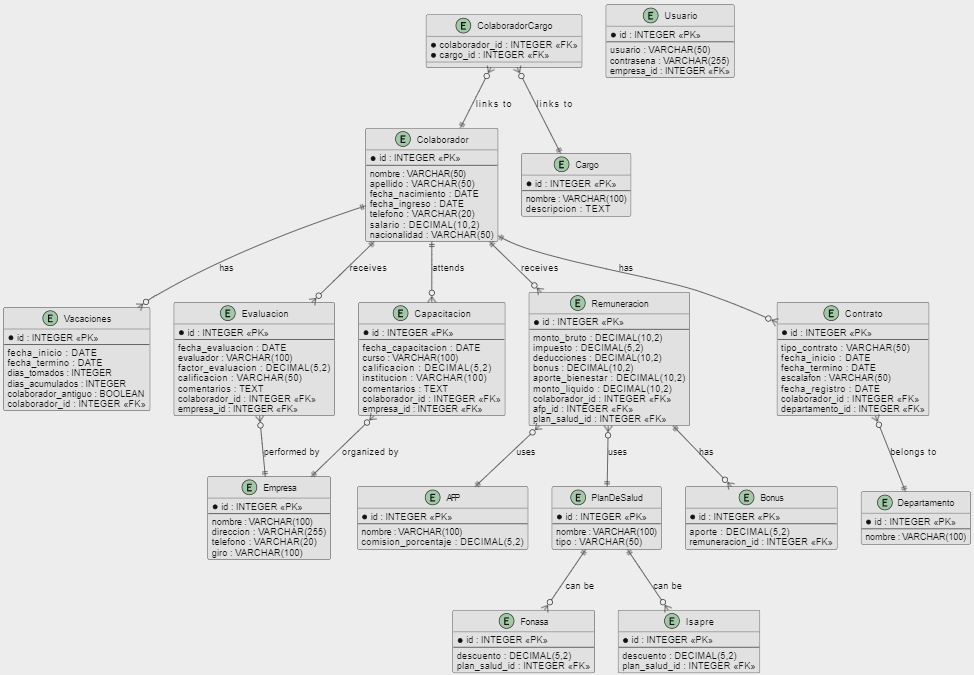 E ColaboradorCargo
colaborador_id : INTEGER «FK»
cargo_id : INTEGER «FK»
E Usuario
id : INTEGER «PK»
usuario : VARCHAR(50)
contrasena : VARCHAR(255)
empresa_id : INTEGER «FK»
links to
links to
E Colaborador
id : INTEGER «PK»
nombre : VARCHAR(50)
apellido : VARCHAR(50)
fecha_nacimiento : DATE
fecha_ingreso : DATE
telefono : VARCHAR(20)
salario : DECIMAL(10,2)
nacionalidad : VARCHAR(50)
E Cargo
id : INTEGER «PK»
nombre : VARCHAR(100)
descripcion : TEXT
has
receives
attends
receives
has
E Vacaciones
id : INTEGER «PK»
fecha_inicio : DATE
fecha_termino : DATE
dias_tomados : INTEGER
dias_acumulados : INTEGER
colaborador_antiguo : BOOLEAN
colaborador_id : INTEGER «FK»
E Evaluacion
id : INTEGER «PK»
fecha_evaluacion : DATE
evaluador : VARCHAR(100)
factor_evaluacion : DECIMAL(5,2)
calificacion : VARCHAR(50)
comentarios : TEXT
colaborador_id : INTEGER «FK»
empresa_id : INTEGER «FK»
E Capacitacion
id : INTEGER «PK»
fecha_capacitacion : DATE
curso : VARCHAR(100)
calificacion : DECIMAL(5,2)
institucion : VARCHAR(100)
comentarios : TEXT
colaborador_id : INTEGER «FK»
empresa_id : INTEGER «FK»
E Remuneracion
id : INTEGER «PK»
monto_bruto : DECIMAL(10,2)
impuesto : DECIMAL(5,2)
deducciones : DECIMAL(10,2)
bonus : DECIMAL(10,2)
aporte_bienestar : DECIMAL(10,2)
monto_liquido : DECIMAL(10,2)
colaborador_id : INTEGER «FK»
afp_id : INTEGER «FK»
plan_salud_id : INTEGER «FK»
E Contrato
id : INTEGER «PK»
tipo_contrato : VARCHAR(50)
fecha_inicio : DATE
fecha_termino : DATE
escalafon : VARCHAR(50)
fecha_registro : DATE
colaborador_id : INTEGER «FK»
departamento_id : INTEGER «FK»
performed by
organized by
uses
uses
has
belongs to
E Empresa
id : INTEGER «PK»
nombre : VARCHAR(100)
direccion : VARCHAR(255)
telefono : VARCHAR(20)
giro : VARCHAR(100)
E AFP
id : INTEGER «PK»
nombre : VARCHAR(100)
comision_porcentaje : DECIMAL(5,2)
E PlanDeSalud
id : INTEGER «PK»
nombre : VARCHAR(100)
tipo : VARCHAR(50)
E Bonus
id : INTEGER «PK»
aporte : DECIMAL(5,2)
remuneracion_id : INTEGER «FK»
E Departamento
id : INTEGER «PK»
nombre : VARCHAR(100)
can be
can be
E Fonasa
id : INTEGER «PK»
descuento : DECIMAL(5,2)
plan_salud_id : INTEGER «FK»
E Isapre
id : INTEGER «PK»
descuento : DECIMAL(5,2)
plan_salud_id : INTEGER «FK»